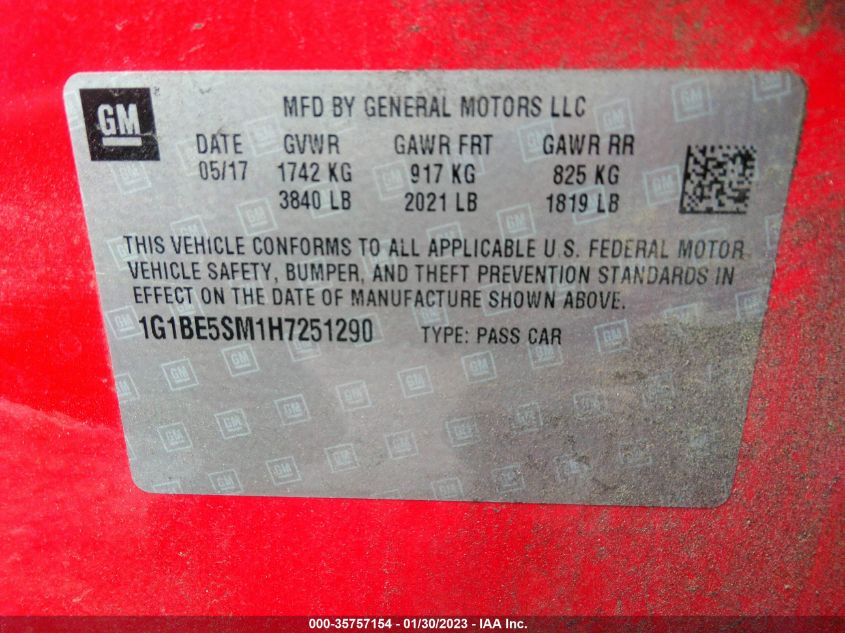 GM
MFD BY GENERAL MOTORS LLC
DATE GVWR GAWR FRT GAWR RR
05/17 1742 KG 917 KG 825 KG
3840 LB 2021 LB 1819 LB
THIS VEHICLE CONFORMS TO ALL APPLICABLE U.S. FEDERAL MOTOR
VEHICLE SAFETY, BUMPER, AND THEFT PREVENTION STANDARDS IN
EFFECT ON THE DATE OF MANUFACTURE SHOWN ABOVE.
1G1BE5SM1H7251290 TYPE: PASS CAR
000-35757154 - 01/30/2023 - IAA Inc.